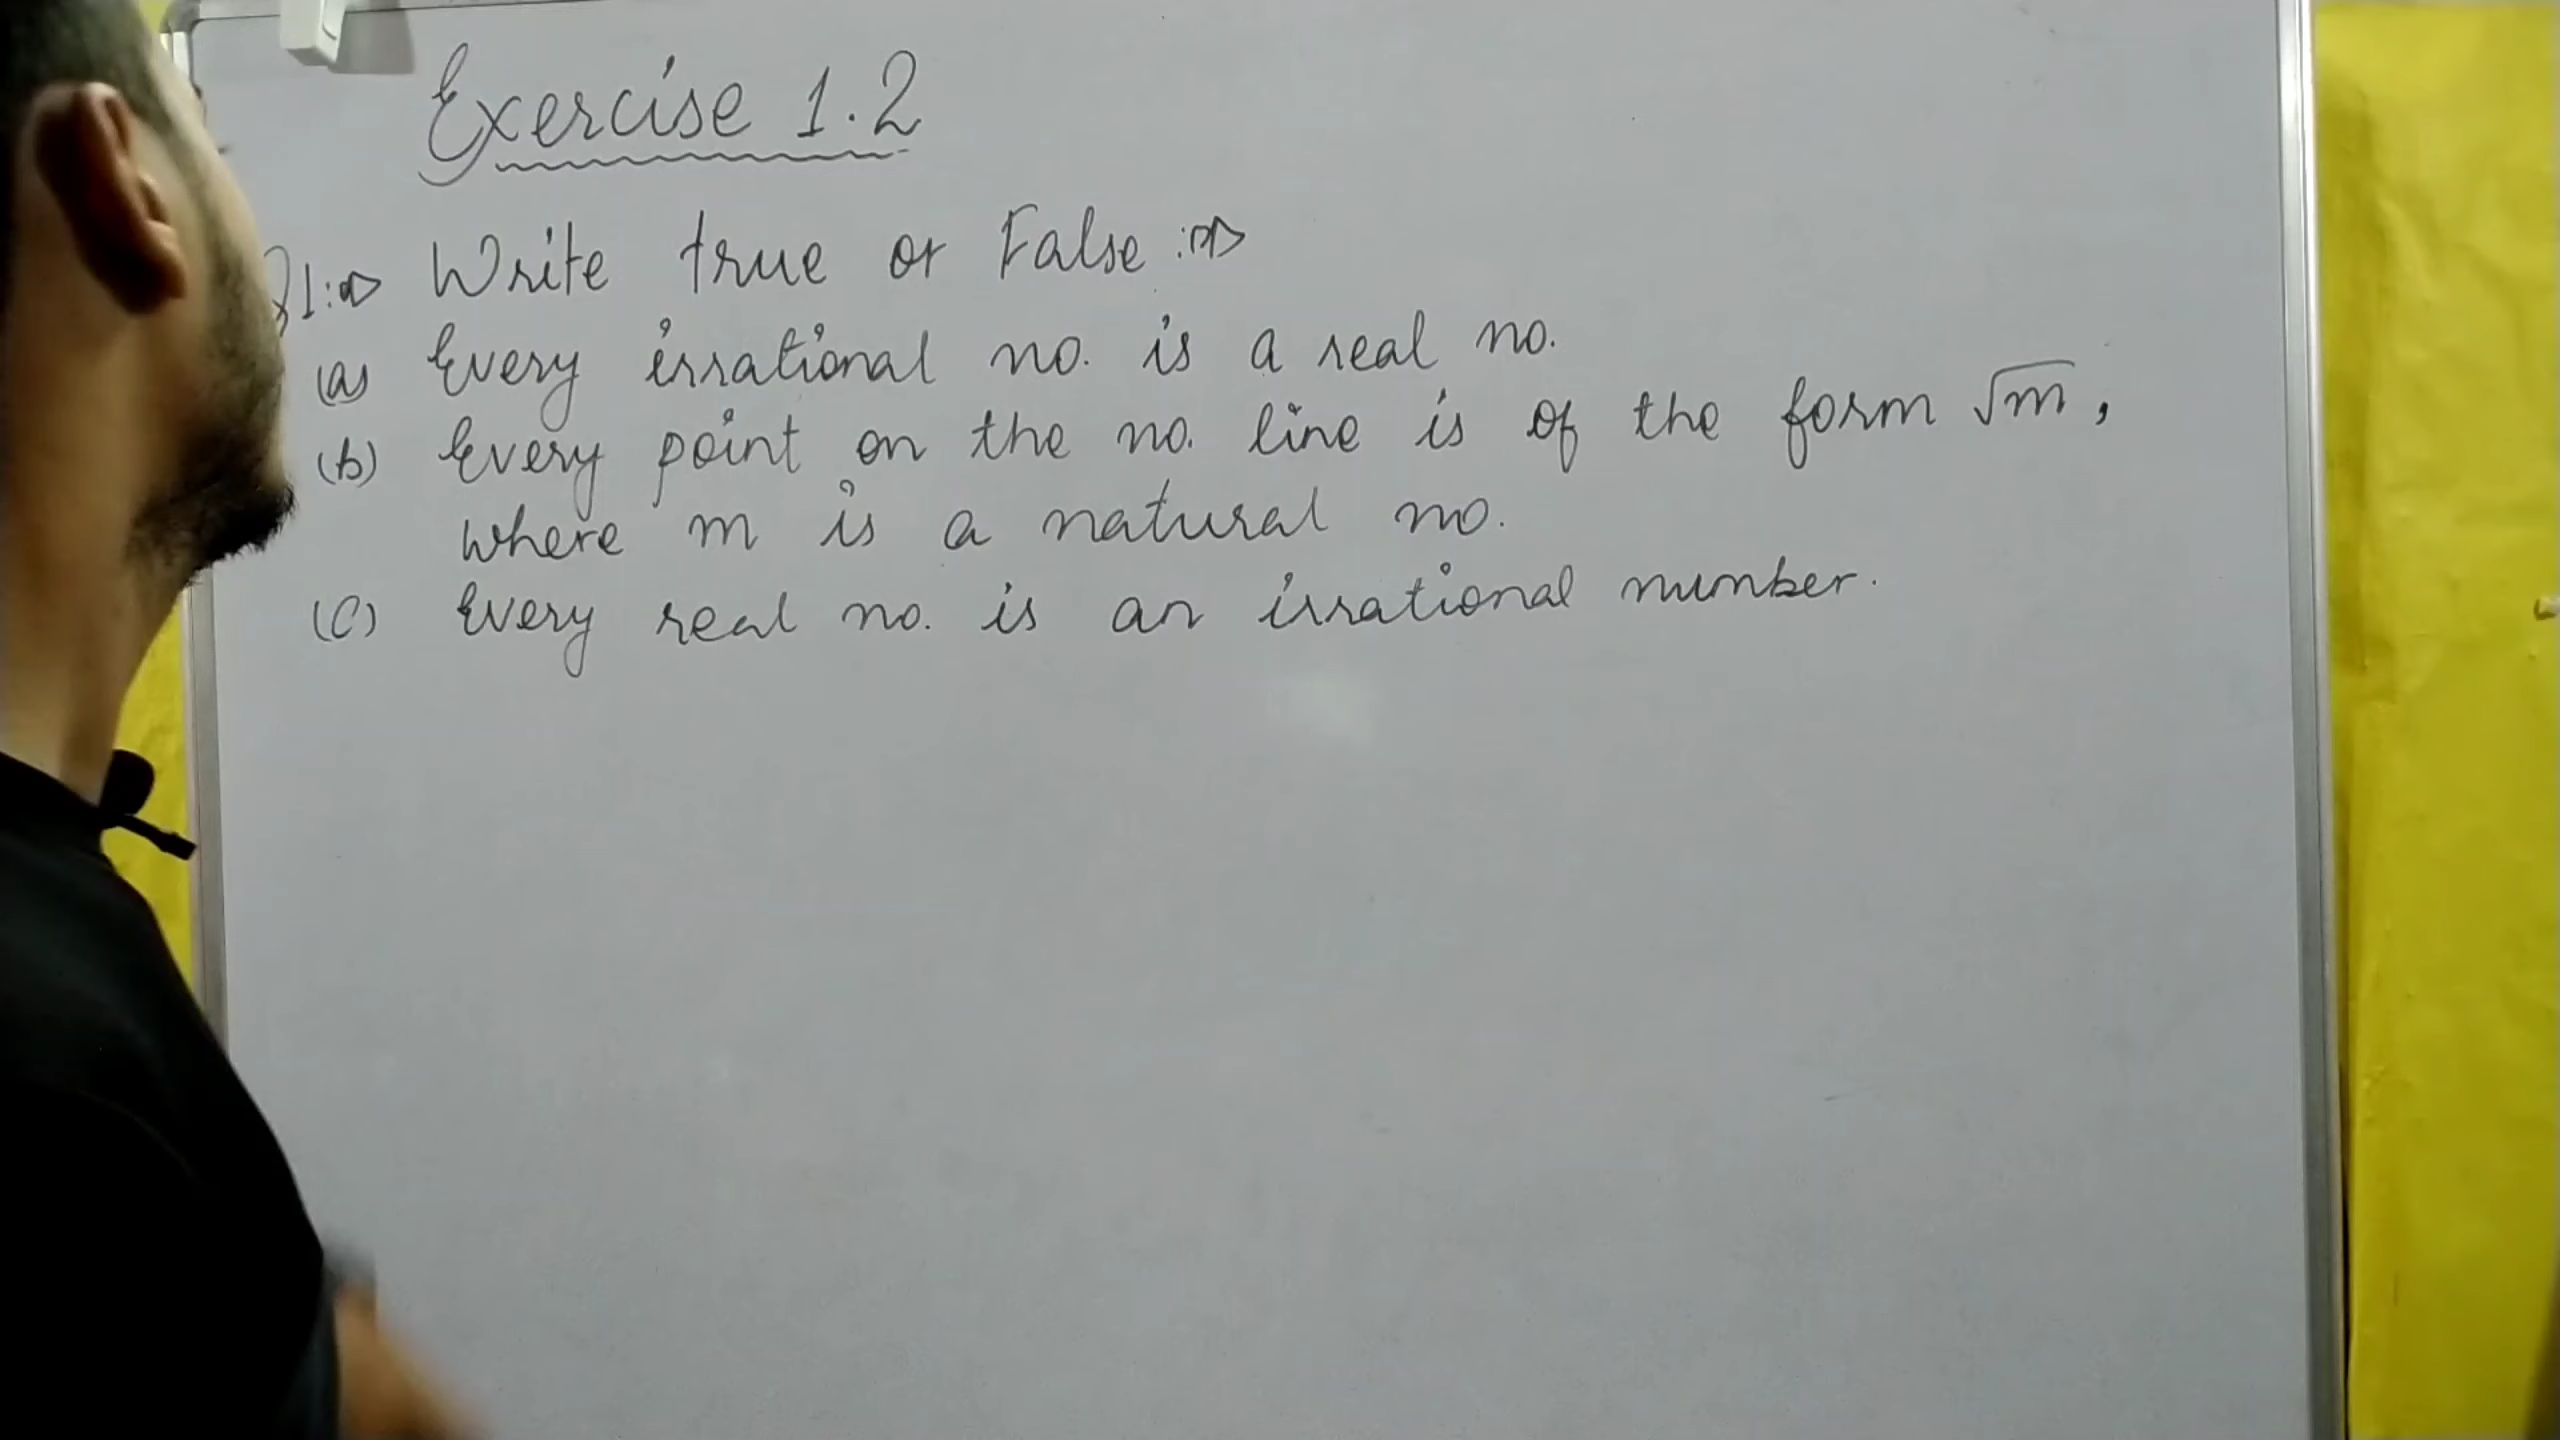 Exercise 1.2
Q1:⇒ Write true or False :⇒
(a) Every irrational no. is a real no.
(b) Every point on the no. line is of the form √m,
where m is a natural no.
(c) Every real no. is an irrational number.